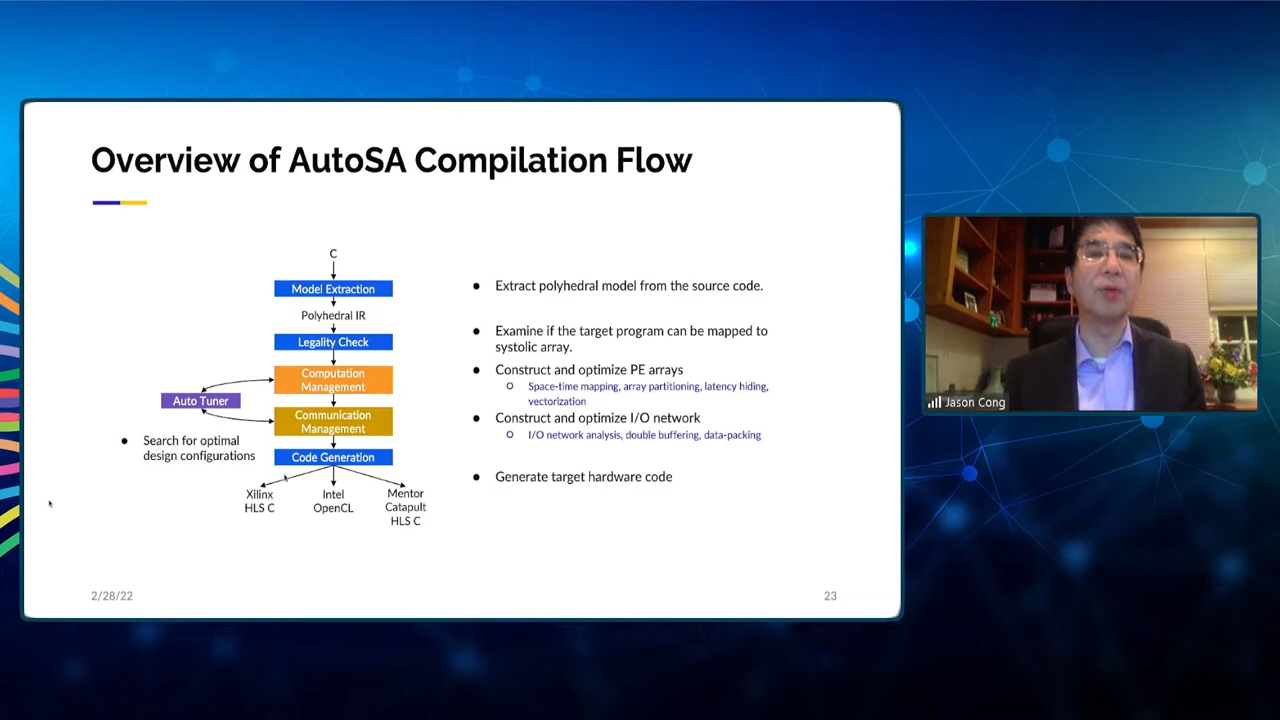 Overview of AutoSA Compilation Flow
C
Model Extraction
Polyhedral IR
Legality Check
Computation
Management
Auto Tuner
Communication
Management
● Search for optimal
design configurations
Code Generation
Xilinx
HLS C
Intel
OpenCL
Mentor
Catapult
HLS C
● Extract polyhedral model from the source code.
● Examine if the target program can be mapped to
systolic array.
● Construct and optimize PE arrays
○ Space-time mapping, array partitioning, latency hiding,
vectorization
● Construct and optimize I/O network
○ I/O network analysis, double buffering, data-packing
● Generate target hardware code
2/28/22
23
Jason Cong